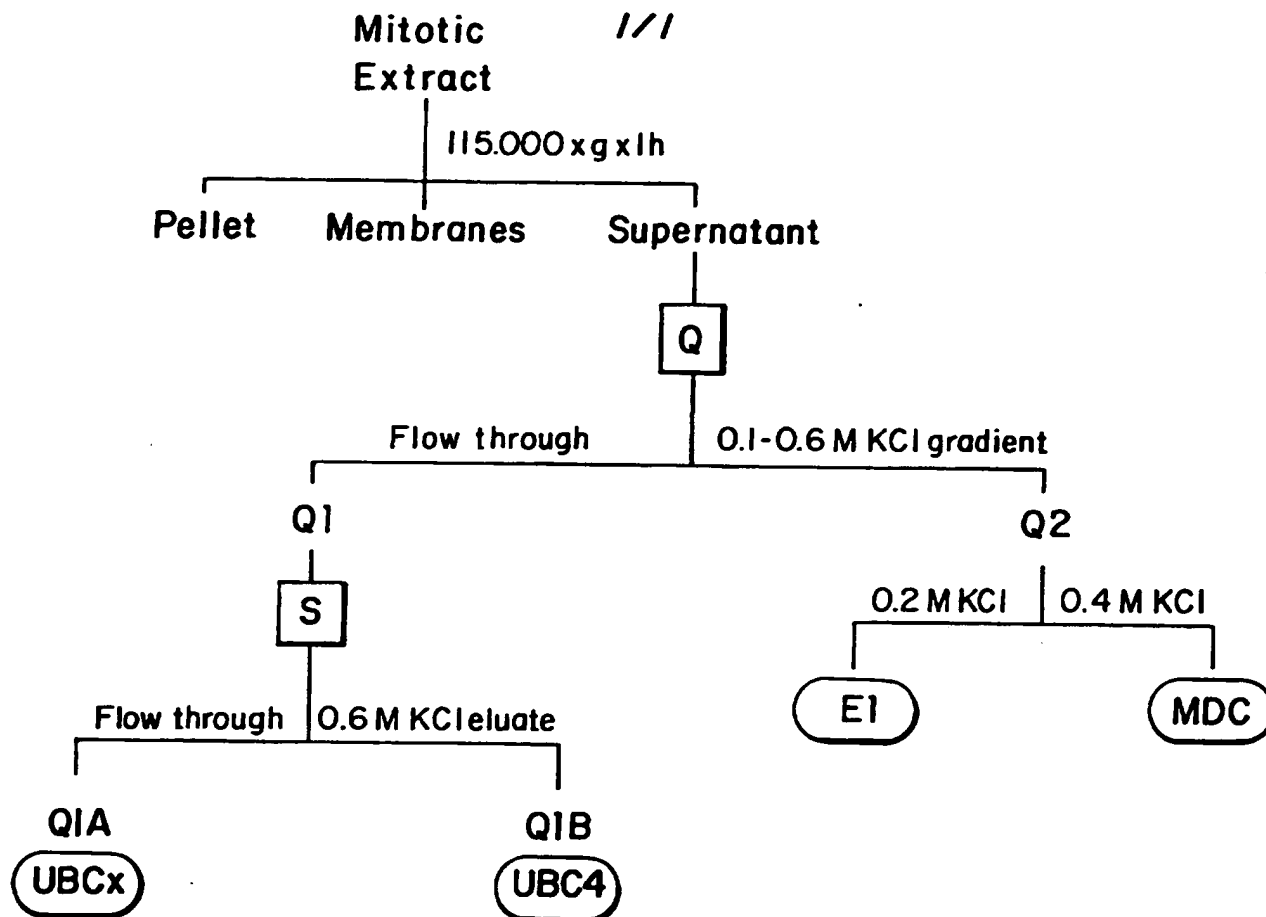 Mitotic 1/1
Extract
115.000 x g x 1h
Pellet Membranes Supernatant
Q
Flow through 0.1-0.6 M KCl gradient
Q1 Q2
S
0.2 M KCl 0.4 M KCl
E1 MDC
Flow through 0.6 M KCl eluate
Q1A Q1B
UBCx UBC4